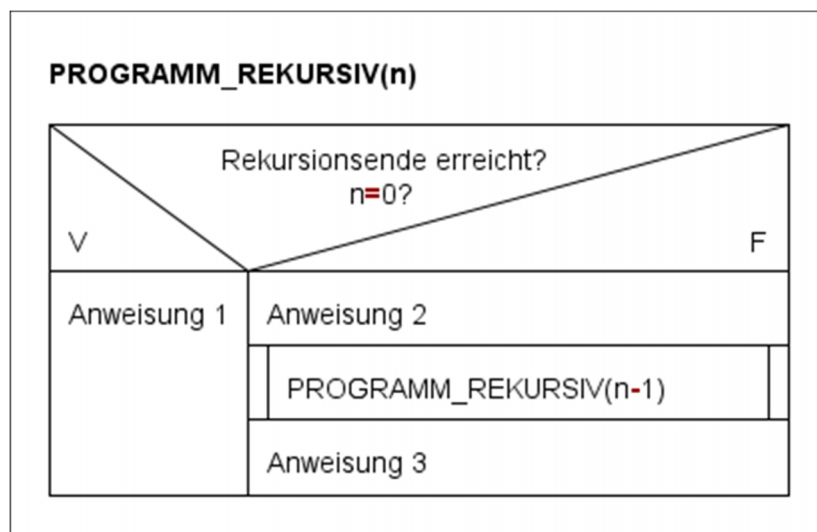 PROGRAMM_REKURSIV(n)
Rekursionsende erreicht?
n=0?
V
F
Anweisung 1
Anweisung 2
PROGRAMM_REKURSIV(n-1)
Anweisung 3